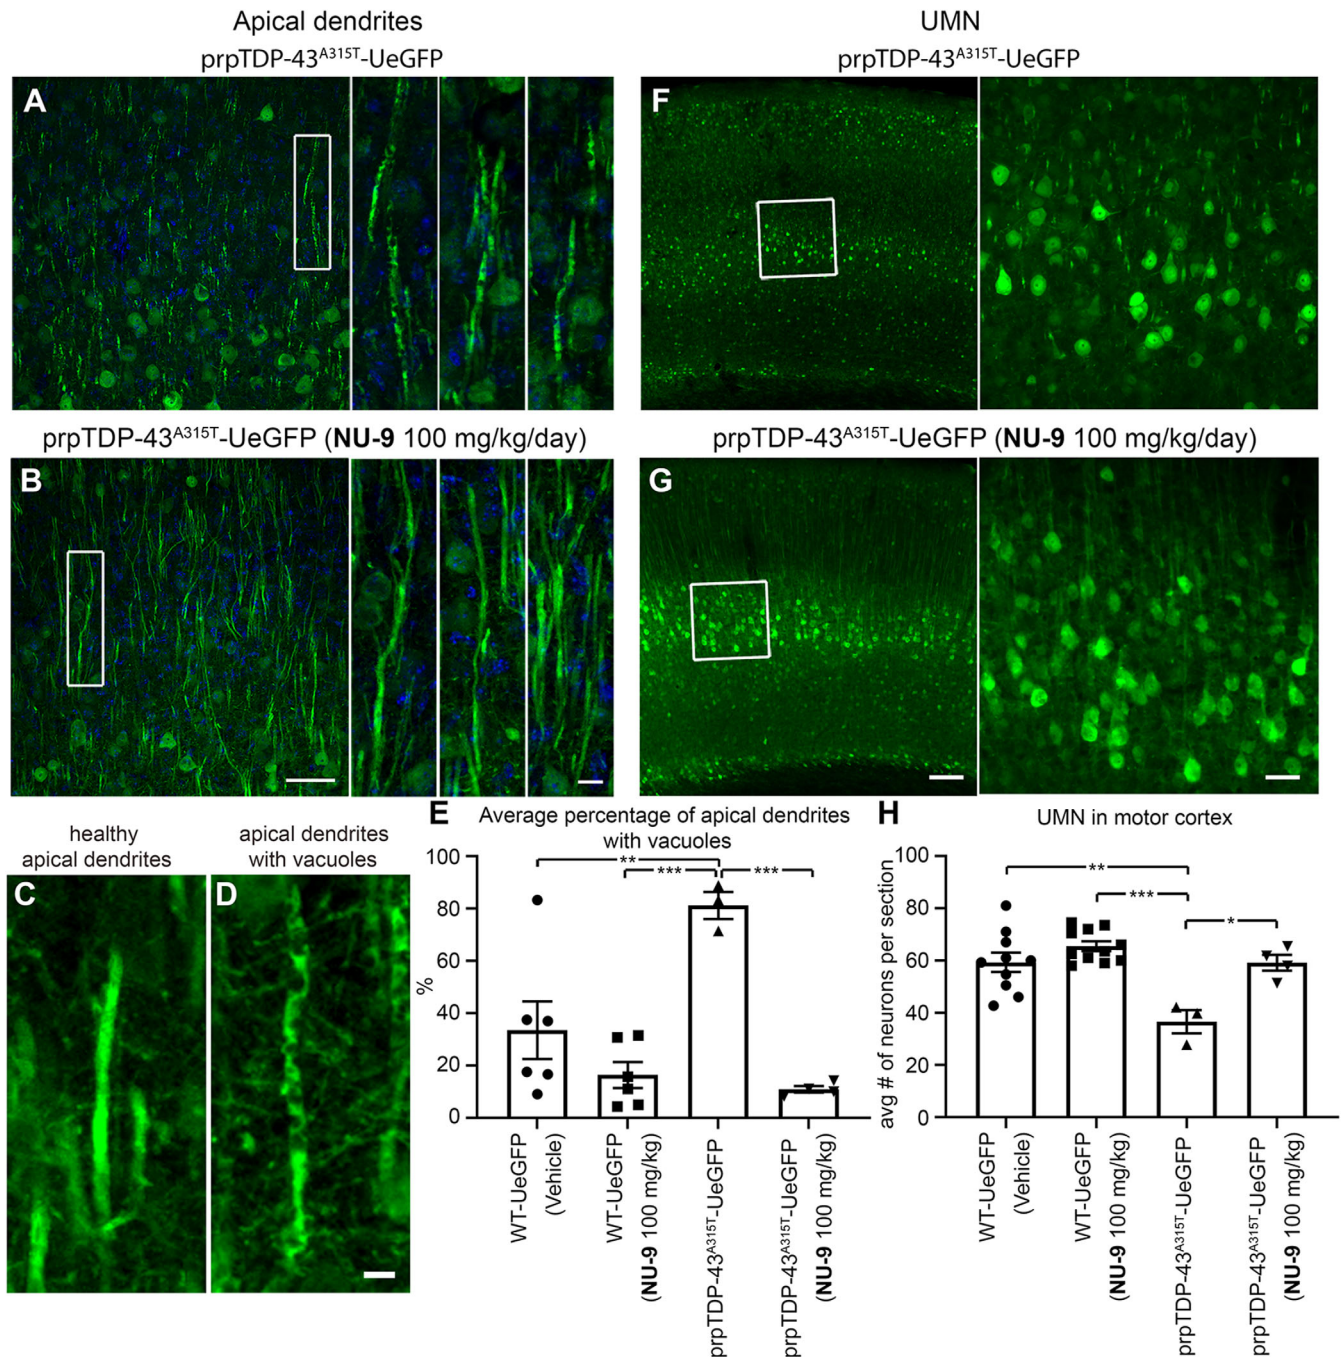 Apical dendrites
prpTDP-43A315T-UeGFP
UMN
prpTDP-43A315T-UeGFP
A
F
prpTDP-43A315T-UeGFP (NU-9 100 mg/kg/day)
prpTDP-43A315T-UeGFP (NU-9 100 mg/kg/day)
B
G
healthy
apical dendrites
apical dendrites
with vacuoles
C
D
E
Average percentage of apical dendrites
with vacuoles
%
100
80
60
40
20
0
**
***
***
WT-UeGFP
(Vehicle)
WT-UeGFP
(NU-9 100 mg/kg)
prpTDP-43A315T-UeGFP
prpTDP-43A315T-UeGFP
(NU-9 100 mg/kg)
H
UMN in motor cortex
avg # of neurons per section
100
80
60
40
20
0
**
***
*
WT-UeGFP
(Vehicle)
WT-UeGFP
(NU-9 100 mg/kg)
prpTDP-43A315T-UeGFP
prpTDP-43A315T-UeGFP
(NU-9 100 mg/kg)